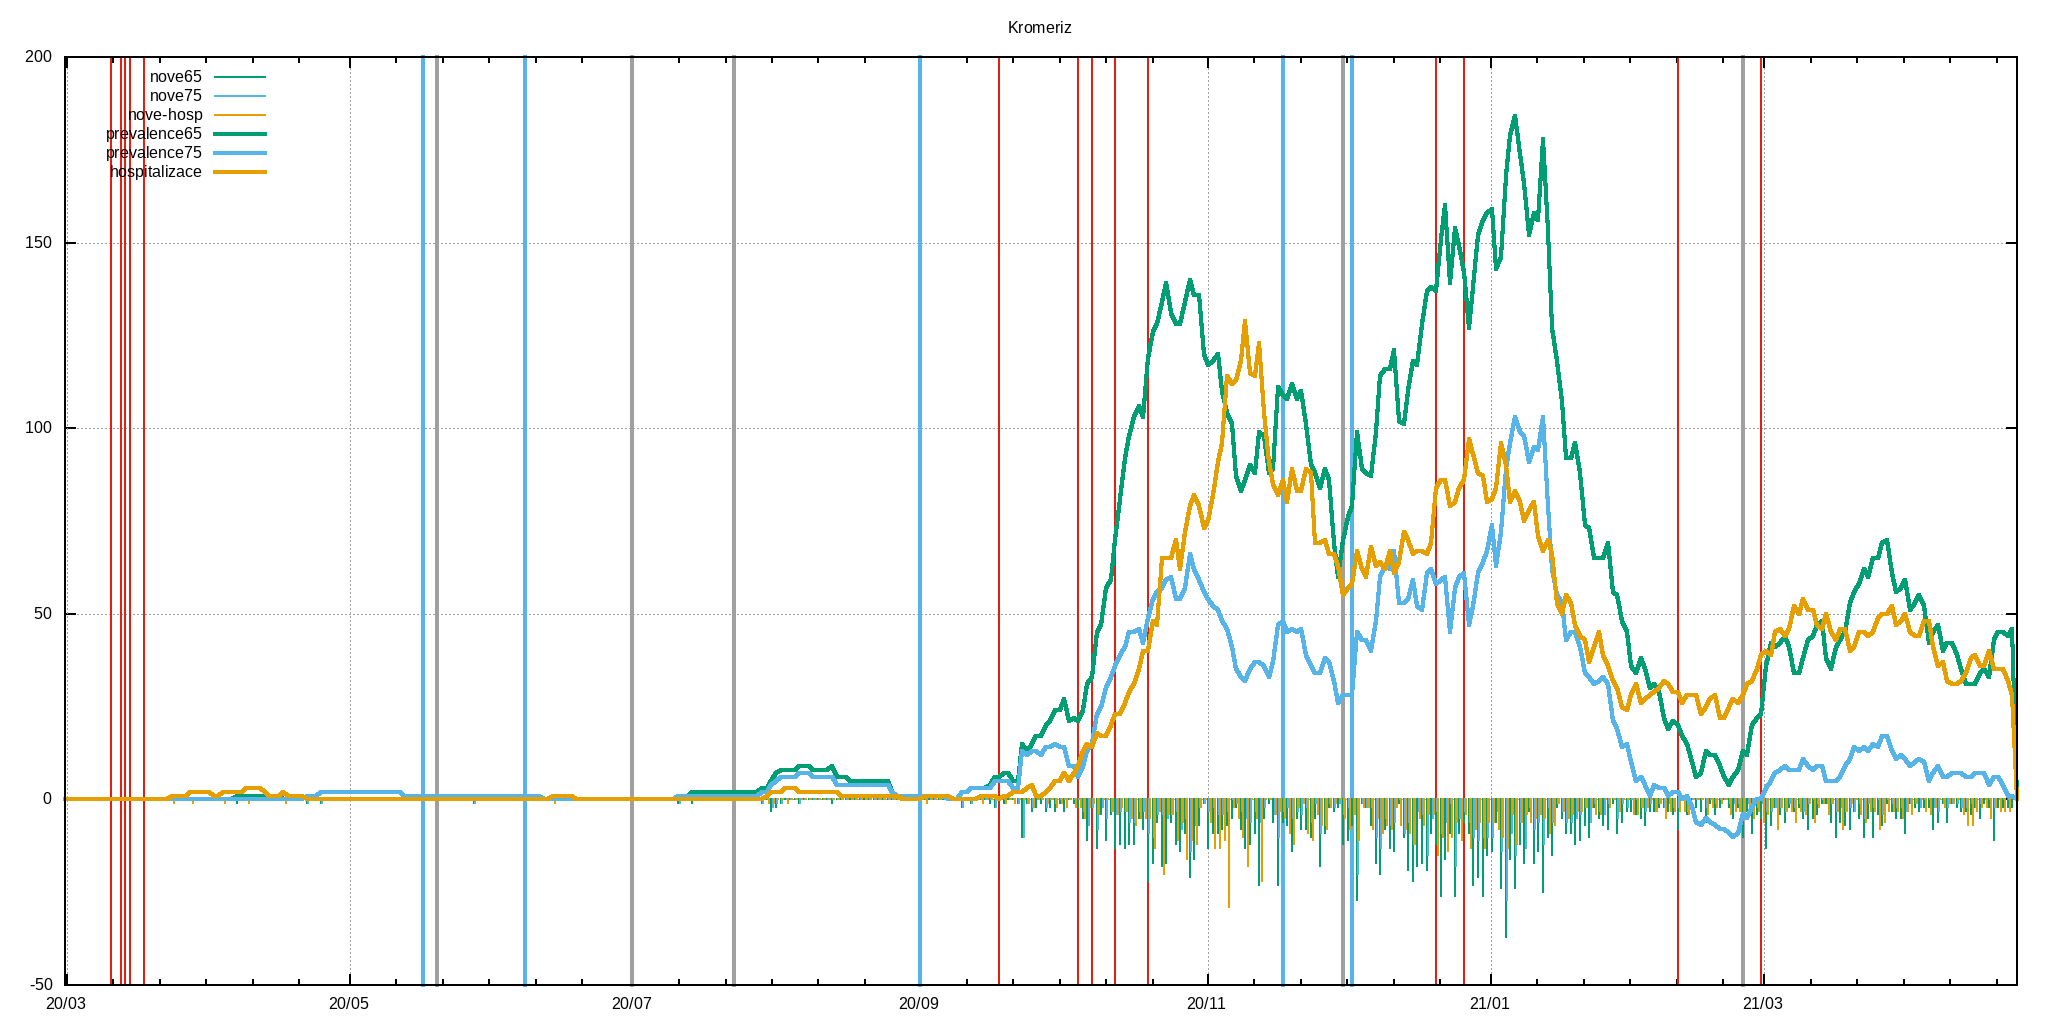 Kromeriz
200
nove65
nove75
nove-hosp
prevalence65
prevalence75
hospitalizace
150
100
50
0
-50
20/03 20/05 20/07 20/09 20/11 21/01 21/03